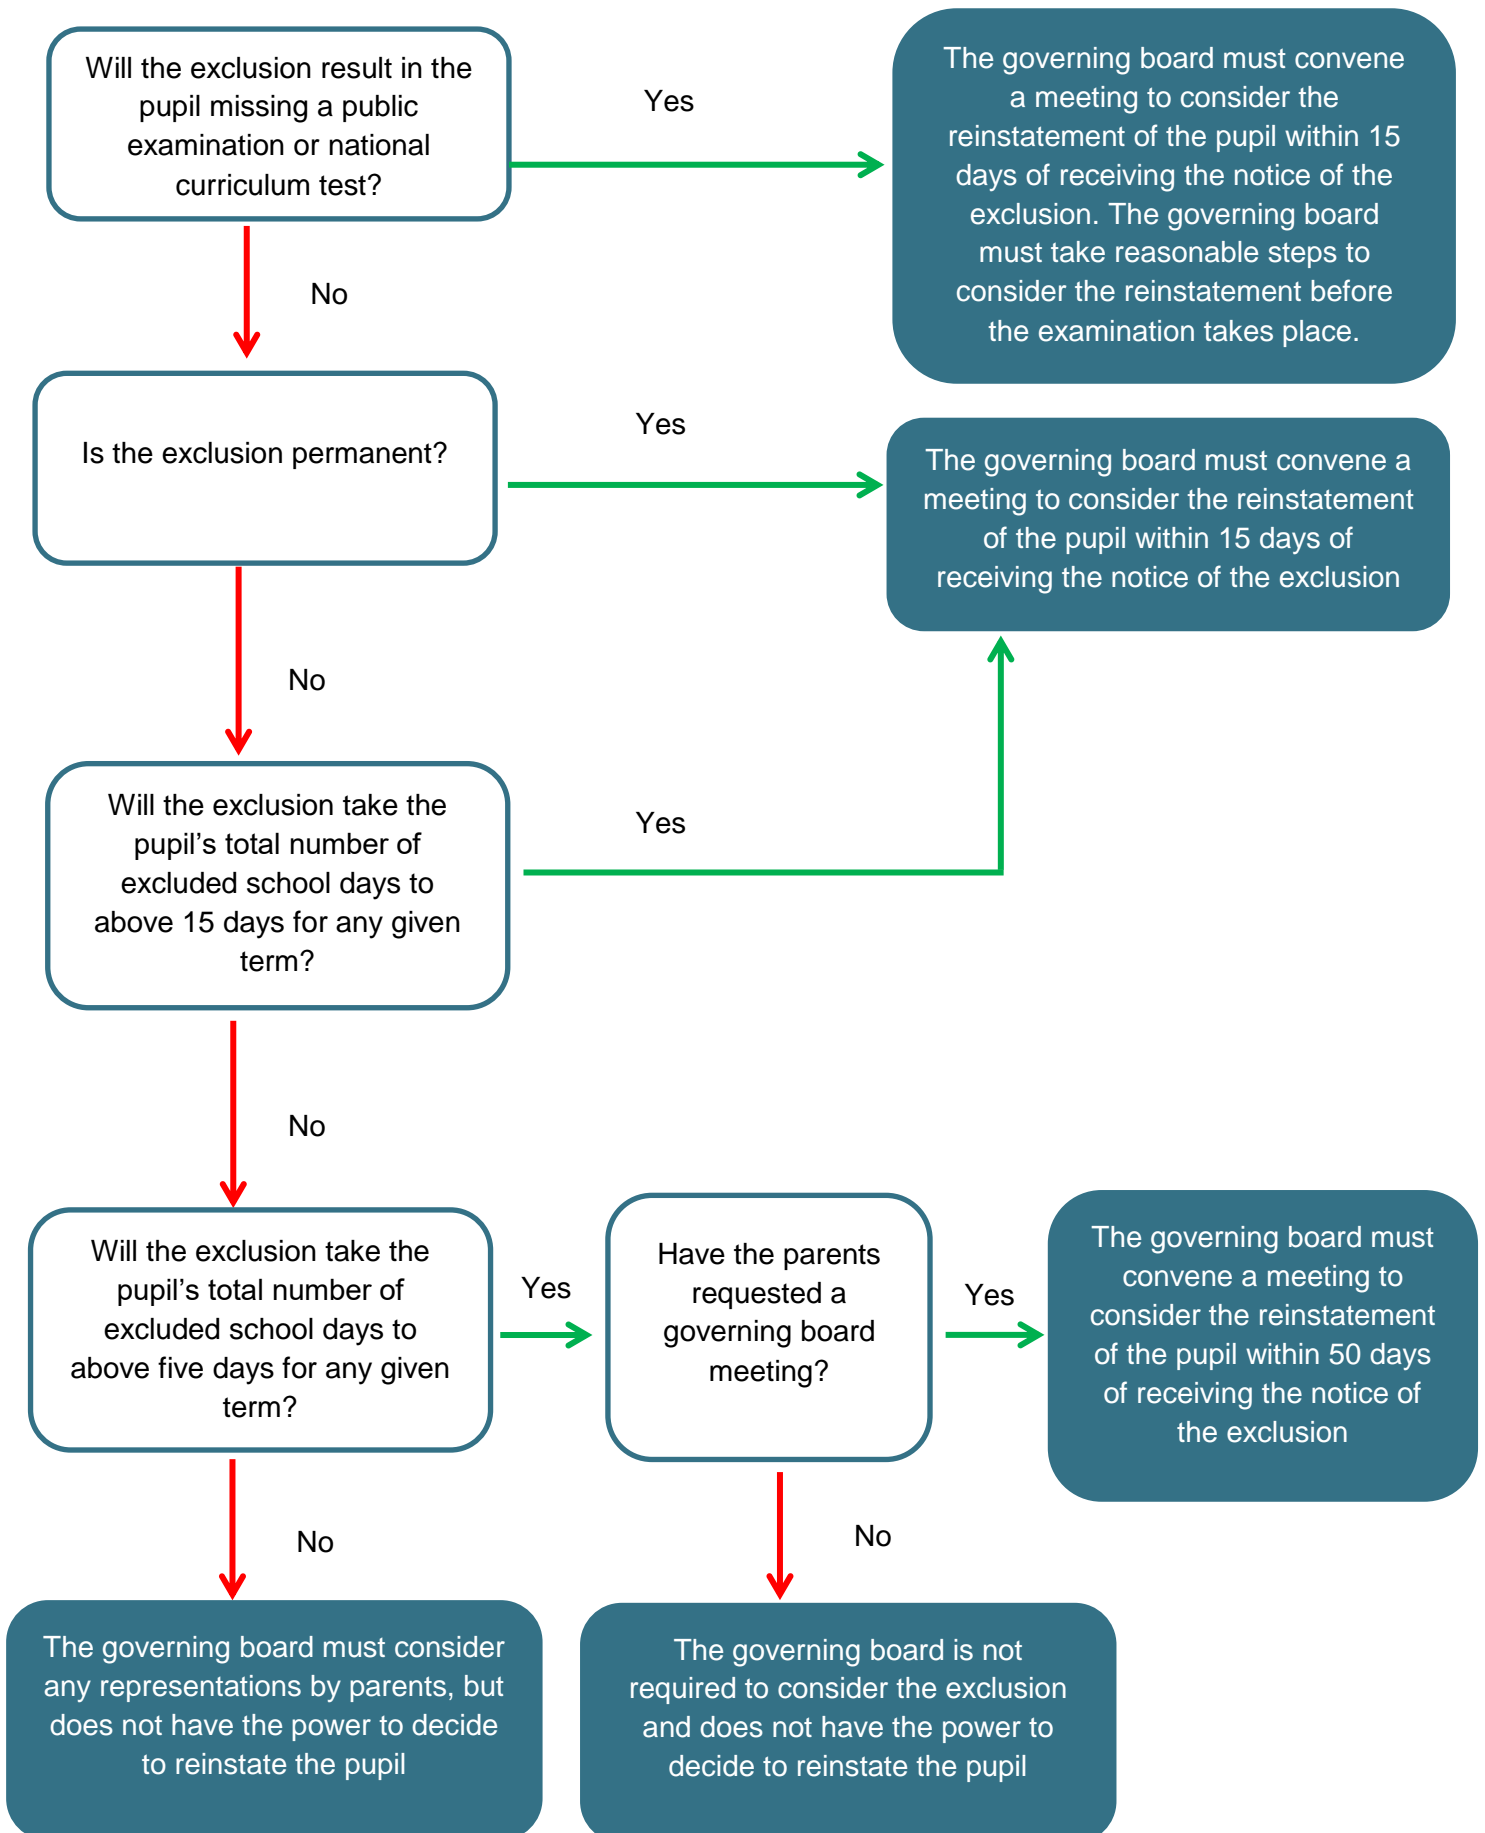 Will the exclusion result in the
pupil missing a public
examination or national
curriculum test?
Yes
The governing board must convene
a meeting to consider the
reinstatement of the pupil within 15
days of receiving the notice of the
exclusion. The governing board
must take reasonable steps to
consider the reinstatement before
the examination takes place.
No
Is the exclusion permanent?
Yes
The governing board must convene a
meeting to consider the reinstatement
of the pupil within 15 days of
receiving the notice of the exclusion
No
Will the exclusion take the
pupil’s total number of
excluded school days to
above 15 days for any given
term?
Yes
No
Will the exclusion take the
pupil’s total number of
excluded school days to
above five days for any given
term?
Yes
Have the parents
requested a
governing board
meeting?
Yes
The governing board must
convene a meeting to
consider the reinstatement
of the pupil within 50 days
of receiving the notice of
the exclusion
No
No
The governing board must consider
any representations by parents, but
does not have the power to decide
to reinstate the pupil
The governing board is not
required to consider the exclusion
and does not have the power to
decide to reinstate the pupil